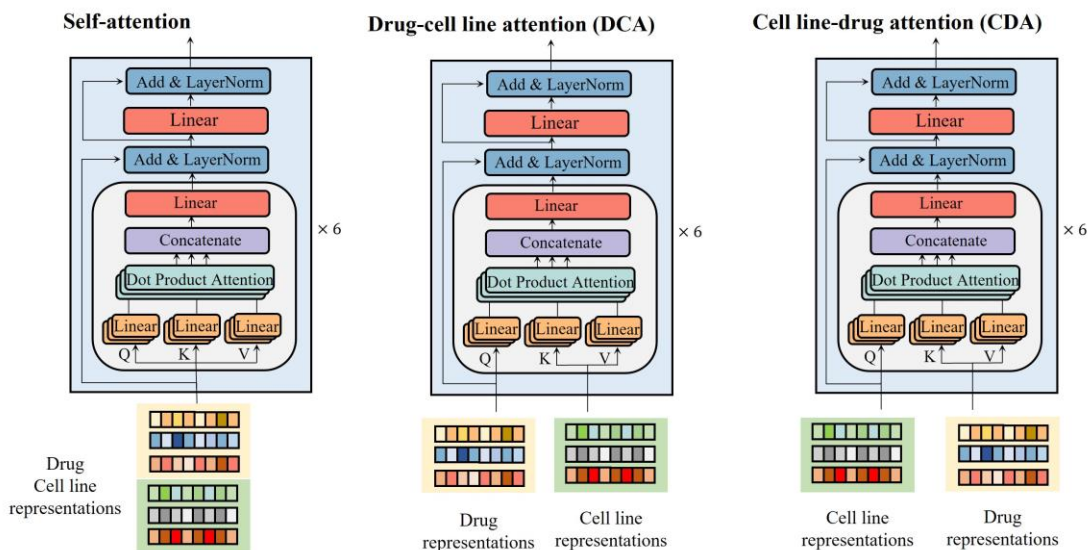 Self-attention
Add & LayerNorm
Linear
Add & LayerNorm
Linear
Concatenate
Dot Product Attention
Linear Linear Linear
Q K V
× 6
Drug
Cell line
representations
Drug-cell line attention (DCA)
Add & LayerNorm
Linear
Add & LayerNorm
Linear
Concatenate
Dot Product Attention
Linear Linear Linear
Q K V
× 6
Drug
representations
Cell line
representations
Cell line-drug attention (CDA)
Add & LayerNorm
Linear
Add & LayerNorm
Linear
Concatenate
Dot Product Attention
Linear Linear Linear
Q K V
× 6
Cell line
representations
Drug
representations